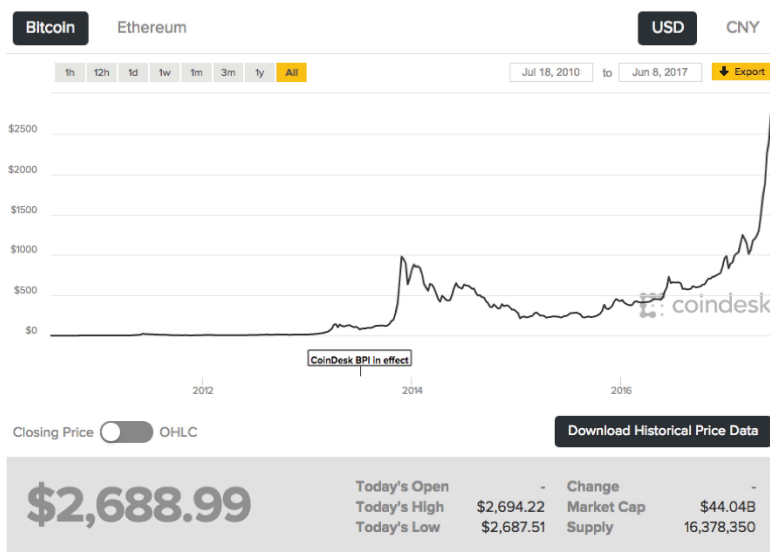 Bitcoin Ethereum USD CNY
1h 12h 1d 1w 1m 3m 1y All Jul 18, 2010 to Jun 8, 2017 Export
$2500
$2000
$1500
$1000
$500
coindesk
$0
CoinDesk BPI in effect
2012 2014 2016
Closing Price OHLC Download Historical Price Data
$2,688.99
Today's Open - Change -
Today's High $2,694.22 Market Cap $44.04B
Today's Low $2,687.51 Supply 16,378,350